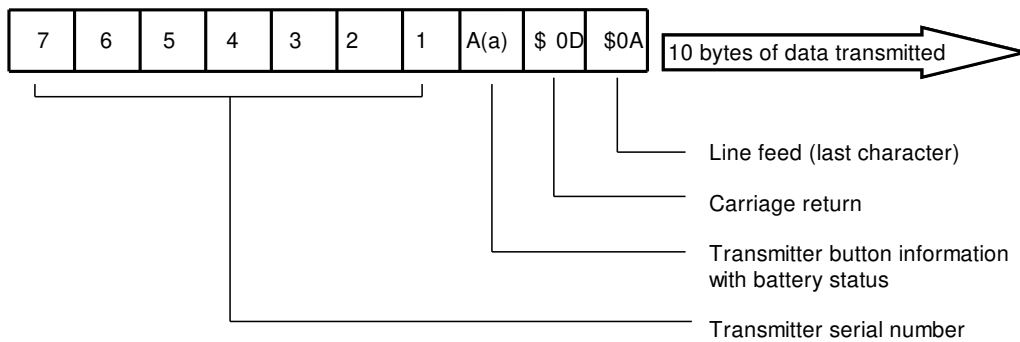 7 6 5 4 3 2 1 A(a) $ 0D $0A
10 bytes of data transmitted
Line feed (last character)
Carriage return
Transmitter button information
with battery status
Transmitter serial number